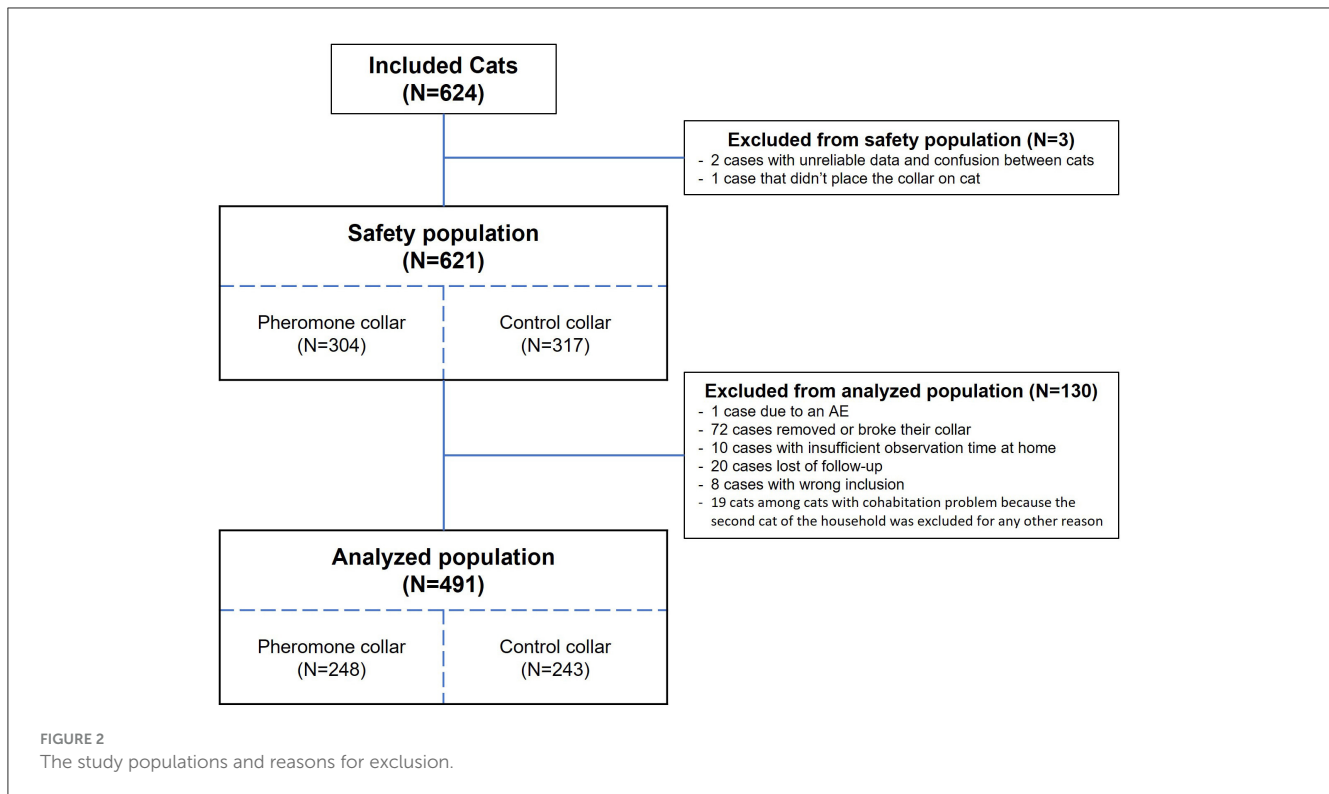 Included Cats
(N=624)
Excluded from safety population (N=3)
- 2 cases with unreliable data and confusion between cats
- 1 case that didn't place the collar on cat
Safety population
(N=621)
Pheromone collar
(N=304)
Control collar
(N=317)
Excluded from analyzed population (N=130)
- 1 case due to an AE
- 72 cases removed or broke their collar
- 10 cases with insufficient observation time at home
- 20 cases lost of follow-up
- 8 cases with wrong inclusion
- 19 cats among cats with cohabitation problem because the
second cat of the household was excluded for any other reason
Analyzed population
(N=491)
Pheromone collar
(N=248)
Control collar
(N=243)
FIGURE 2
The study populations and reasons for exclusion.